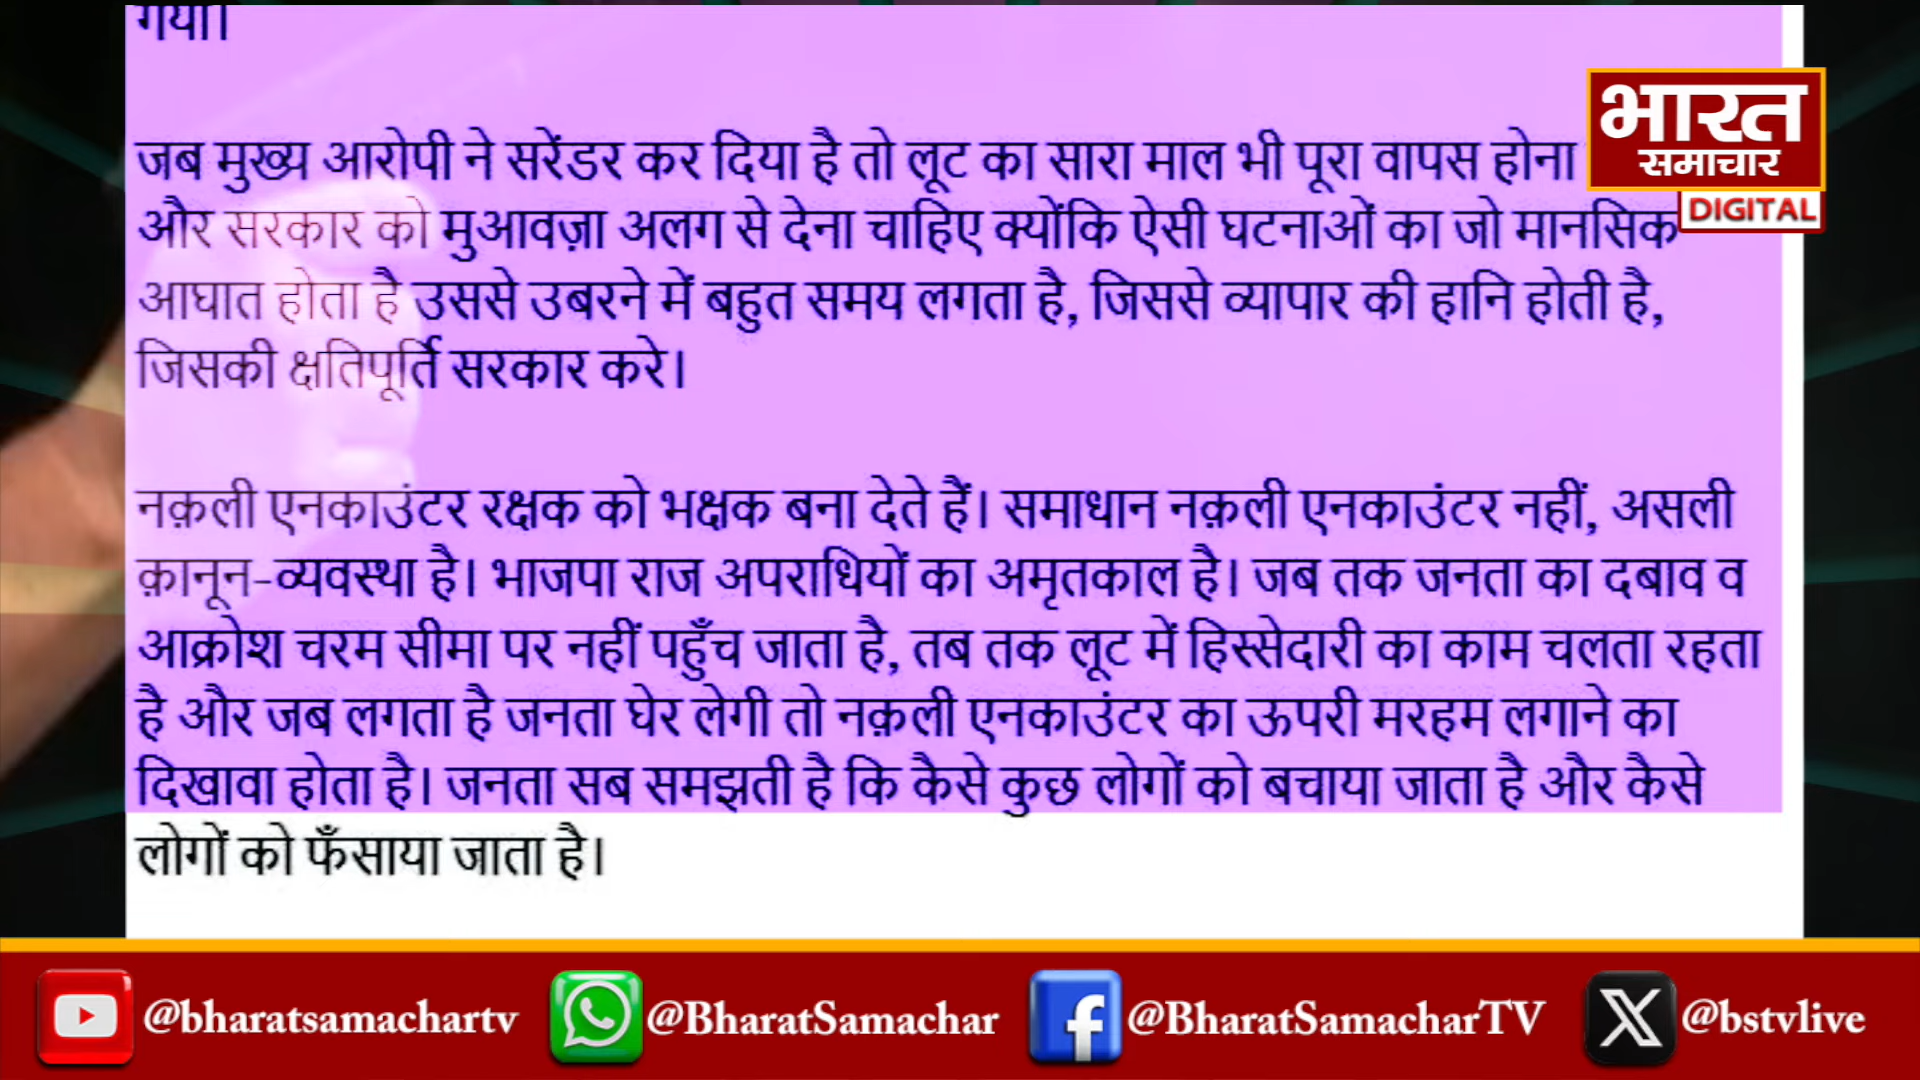 गया।
जब मुख्य आरोपी ने सरेंडर कर दिया है तो लूट का सारा माल भी पूरा वापस होना
और सरकार को मुआवज़ा अलग से देना चाहिए क्योंकि ऐसी घटनाओं का जो मानसिक
आघात होता है उससे उबरने में बहुत समय लगता है, जिससे व्यापार की हानि होती है,
जिसकी क्षतिपूर्ति सरकार करे।
नक़ली एनकाउंटर रक्षक को भक्षक बना देते हैं। समाधान नक़ली एनकाउंटर नहीं, असली
क़ानून-व्यवस्था है। भाजपा राज अपराधियों का अमृतकाल है। जब तक जनता का दबाव व
आक्रोश चरम सीमा पर नहीं पहुँच जाता है, तब तक लूट में हिस्सेदारी का काम चलता रहता
है और जब लगता है जनता घेर लेगी तो नक़ली एनकाउंटर का ऊपरी मरहम लगाने का
दिखावा होता है। जनता सब समझती है कि कैसे कुछ लोगों को बचाया जाता है और कैसे
लोगों को फँसाया जाता है।
भारत
समाचार
DIGITAL
@bharatsamachartv @BharatSamachar @BharatSamacharTV @bstvlive